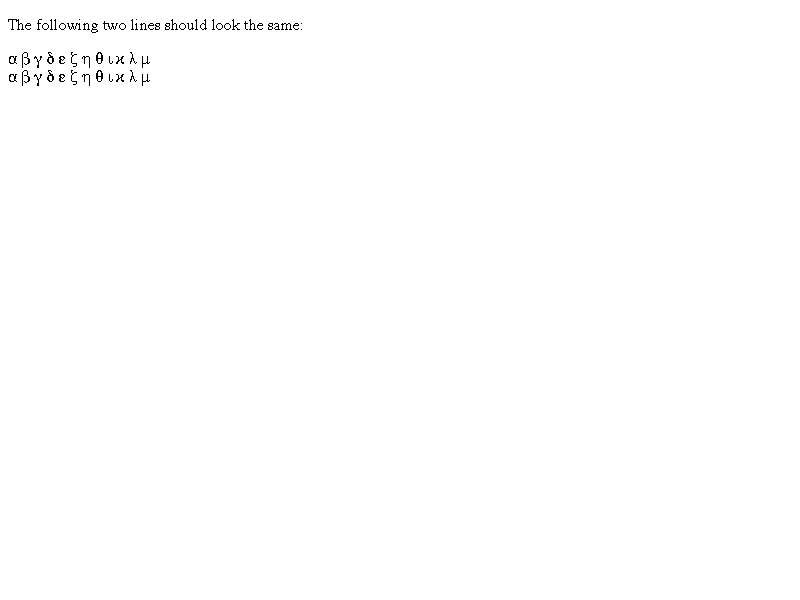 The following two lines should look the same:
α β γ δ ε ζ η θ ι κ λ μ
α β γ δ ε ζ η θ ι κ λ μ